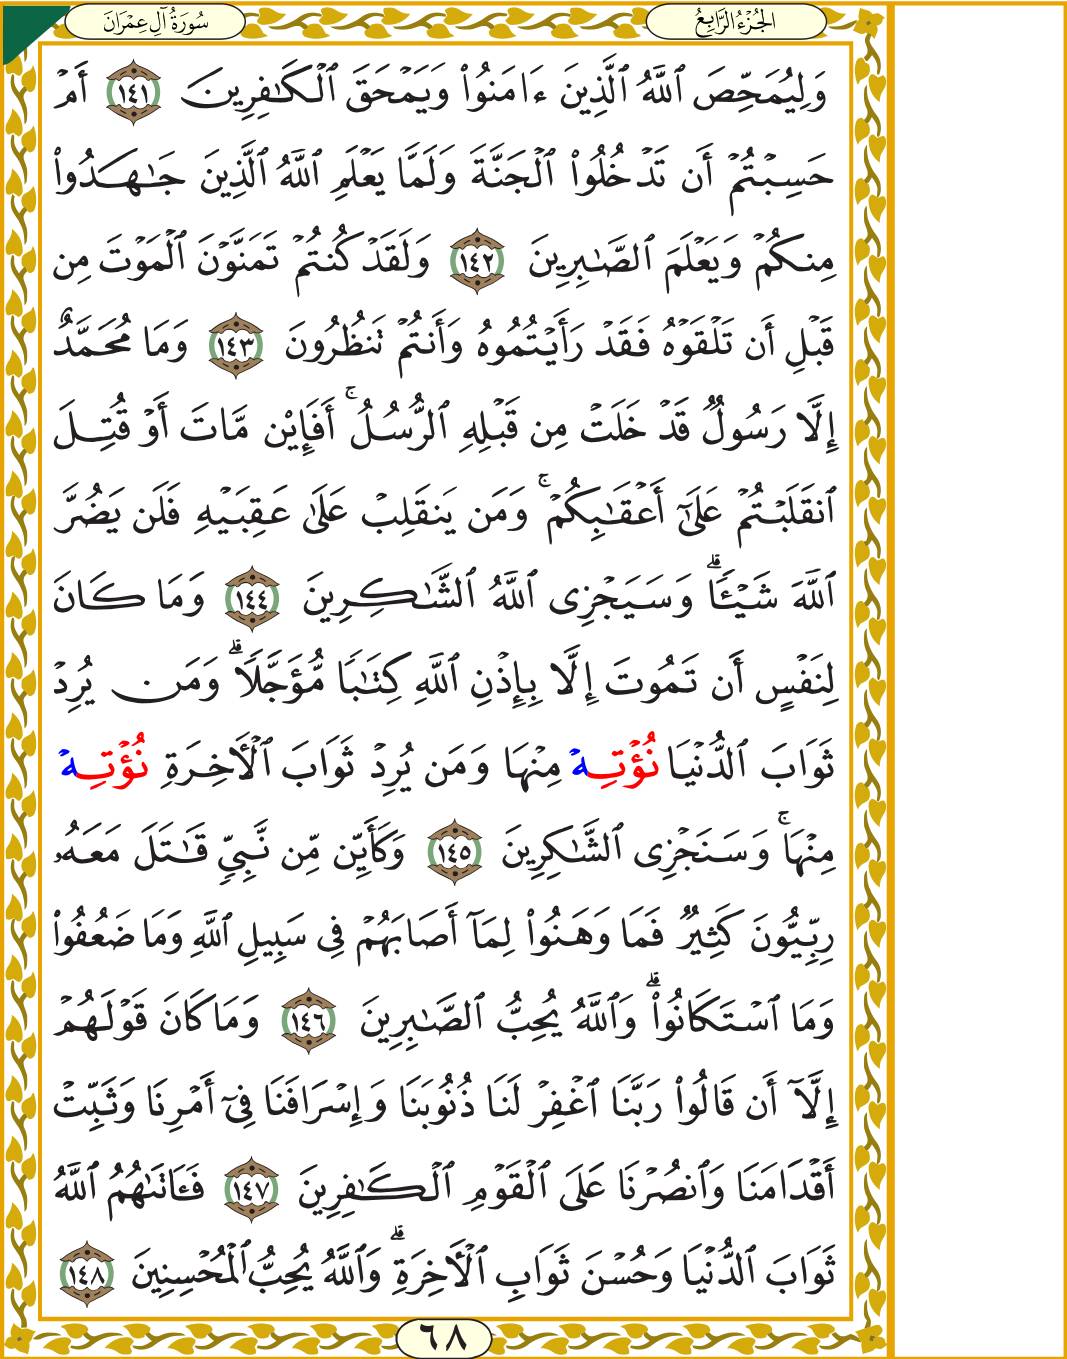 سُورَةُ آلِ عِمْرَانَ
الجُزْءُ الرَّابِعُ
وَلِيُمَحِّصَ ٱللَّهُ ٱلَّذِينَ ءَامَنُواْ وَيَمۡحَقَ ٱلۡكَٰفِرِينَ ١٤١ أَمۡ
حَسِبۡتُمۡ أَن تَدۡخُلُواْ ٱلۡجَنَّةَ وَلَمَّا يَعۡلَمِ ٱللَّهُ ٱلَّذِينَ جَٰهَدُواْ
مِنكُمۡ وَيَعۡلَمَ ٱلصَّٰبِرِينَ ١٤٢ وَلَقَدۡ كُنتُمۡ تَمَنَّوۡنَ ٱلۡمَوۡتَ مِن
قَبۡلِ أَن تَلۡقَوۡهُ فَقَدۡ رَأَيۡتُمُوهُ وَأَنتُمۡ تَنظُرُونَ ١٤٣ وَمَا مُحَمَّدٌ
إِلَّا رَسُولٞ قَدۡ خَلَتۡ مِن قَبۡلِهِ ٱلرُّسُلُۚ أَفَإِيْن مَّاتَ أَوۡ قُتِلَ
ٱنقَلَبۡتُمۡ عَلَىٰٓ أَعۡقَٰبِكُمۡۚ وَمَن يَنقَلِبۡ عَلَىٰ عَقِبَيۡهِ فَلَن يَضُرَّ
ٱللَّهَ شَيۡـٔٗاۗ وَسَيَجۡزِي ٱللَّهُ ٱلشَّٰكِرِينَ ١٤٤ وَمَا كَانَ
لِنَفۡسٍ أَن تَمُوتَ إِلَّا بِإِذۡنِ ٱللَّهِ كِتَٰبٗا مُّؤَجَّلٗاۗ وَمَن يُرِدۡ
ثَوَابَ ٱلدُّنۡيَا نُؤۡتِهۡ مِنۡهَا وَمَن يُرِدۡ ثَوَابَ ٱلۡأَخِرَةِ نُؤۡتِهۡ
مِنۡهَاۚ وَسَنَجۡزِي ٱلشَّٰكِرِينَ ١٤٥ وَكَأَيِّن مِّن نَّبِيّٖ قَٰتَلَ مَعَهُۥ
رِبِّيُّونَ كَثِيرٞ فَمَا وَهَنُواْ لِمَآ أَصَابَهُمۡ فِي سَبِيلِ ٱللَّهِ وَمَا ضَعُفُواْ
وَمَا ٱسۡتَكَانُواْۗ وَٱللَّهُ يُحِبُّ ٱلصَّٰبِرِينَ ١٤٦ وَمَا كَانَ قَوۡلَهُمۡ
إِلَّآ أَن قَالُواْ رَبَّنَا ٱغۡفِرۡ لَنَا ذُنُوبَنَا وَإِسۡرَافَنَا فِيٓ أَمۡرِنَا وَثَبِّتۡ
أَقۡدَامَنَا وَٱنصُرۡنَا عَلَى ٱلۡقَوۡمِ ٱلۡكَٰفِرِينَ ١٤٧ فَـَٔاتَىٰهُمُ ٱللَّهُ
ثَوَابَ ٱلدُّنۡيَا وَحُسۡنَ ثَوَابِ ٱلۡأَخِرَةِۗ وَٱللَّهُ يُحِبُّ ٱلۡمُحۡسِنِينَ ١٤٨
٦٨